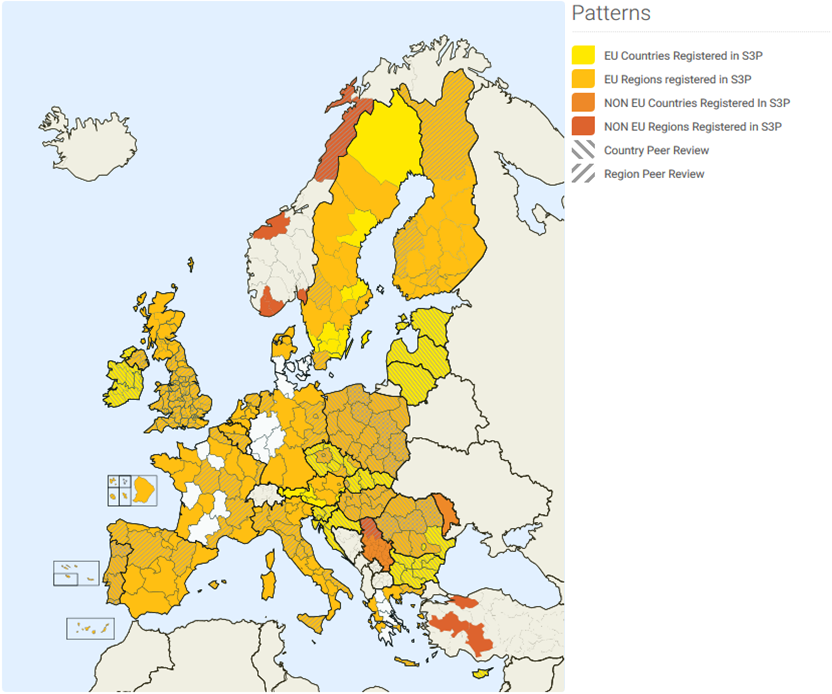 Patterns
EU Countries Registered in S3P
EU Regions registered in S3P
NON EU Countries Registered In S3P
NON EU Regions Registered in S3P
Country Peer Review
Region Peer Review